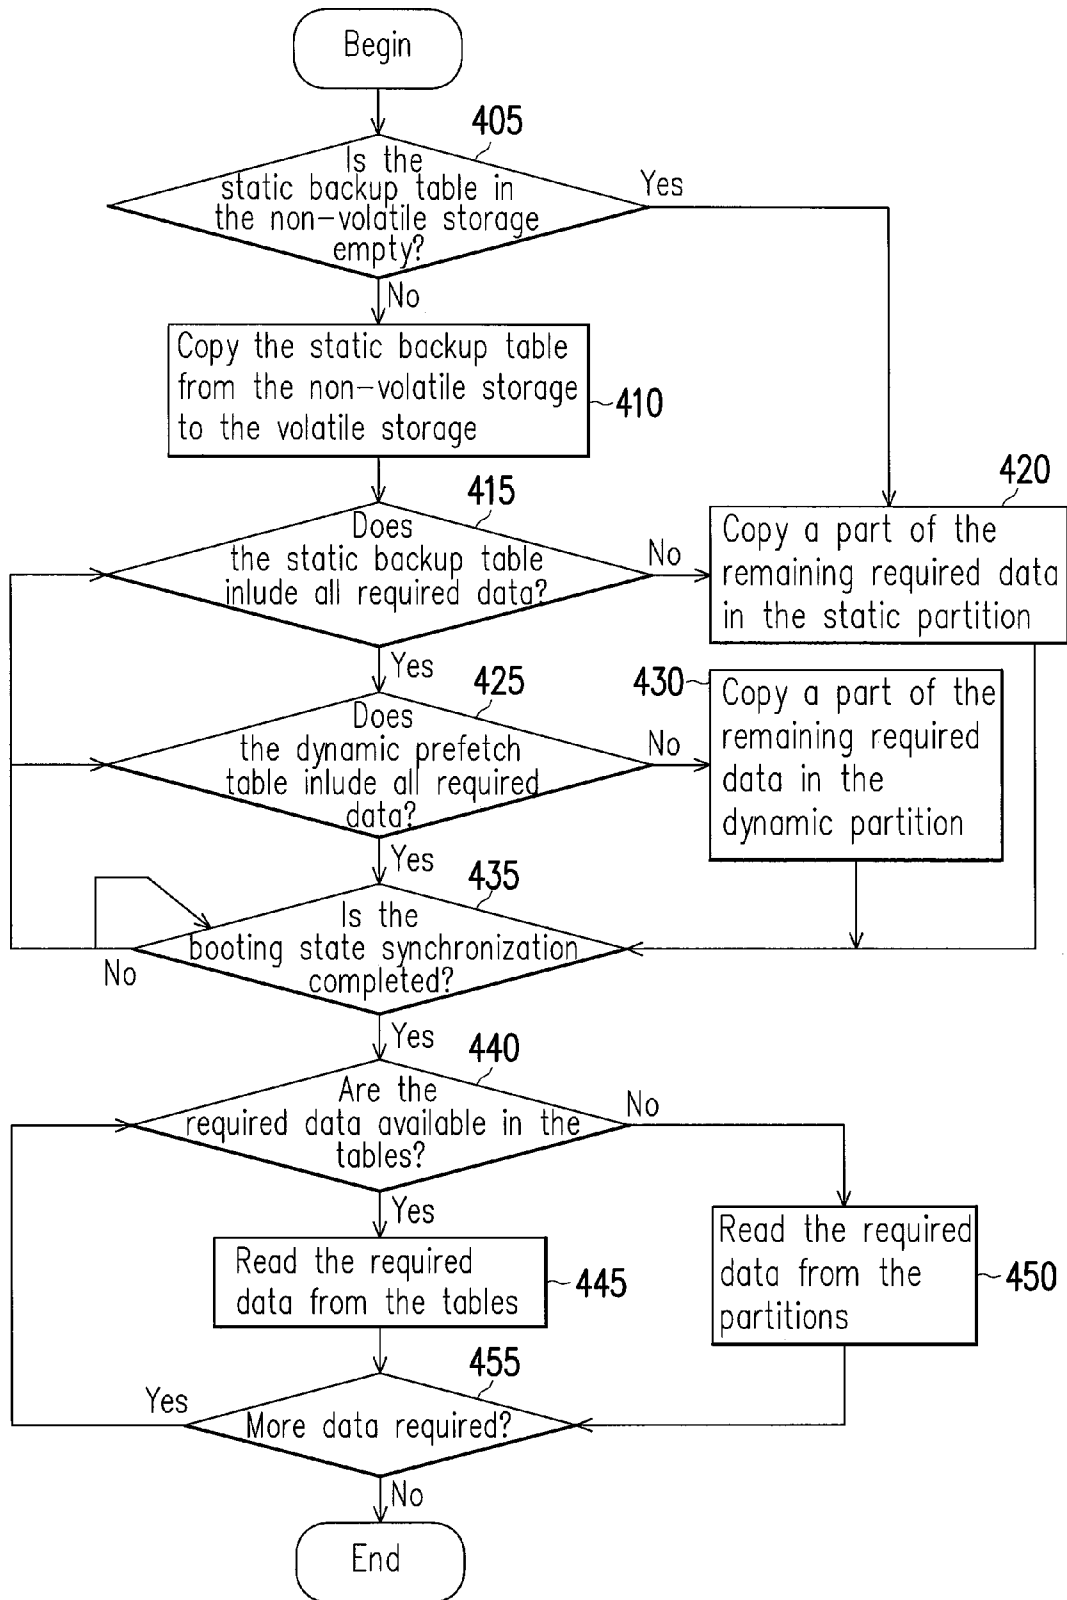 Begin
405
Is the
static backup table in
the non-volatile storage
empty?
Yes
No
Copy the static backup table
from the non-volatile storage
to the volatile storage
410
415
Does
the static backup table
inlude all required data?
No
Yes
420
Copy a part of the
remaining required data
in the static partition
425
Does
the dynamic prefetch
table inlude all required
data?
No
Yes
430
Copy a part of the
remaining required
data in the
dynamic partition
435
Is the
booting state synchronization
completed?
No
Yes
440
Are the
required data available in the
tables?
No
Yes
Read the required
data from the tables
445
Read the required
data from the
partitions
450
455
More data required?
Yes
No
End